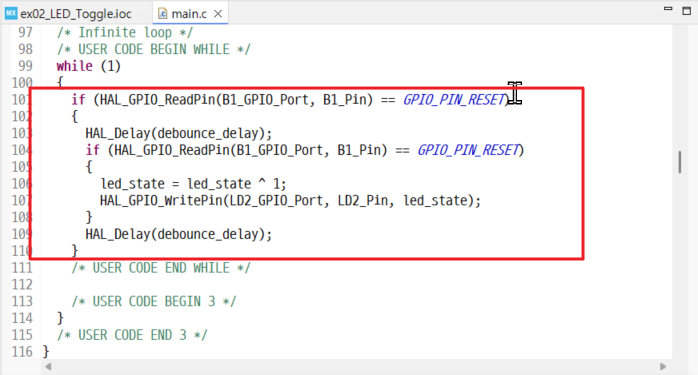 MX ex02_LED_Toggle.ioc main.c
97 /* Infinite loop */
98 /* USER CODE BEGIN WHILE */
99 while (1)
100 {
101 if (HAL_GPIO_ReadPin(B1_GPIO_Port, B1_Pin) == GPIO_PIN_RESET)
102 {
103 HAL_Delay(debounce_delay);
104 if (HAL_GPIO_ReadPin(B1_GPIO_Port, B1_Pin) == GPIO_PIN_RESET)
105 {
106 led_state = led_state ^ 1;
107 HAL_GPIO_WritePin(LD2_GPIO_Port, LD2_Pin, led_state);
108 }
109 HAL_Delay(debounce_delay);
110 }
111 /* USER CODE END WHILE */
112
113 /* USER CODE BEGIN 3 */
114 }
115 /* USER CODE END 3 */
116 }